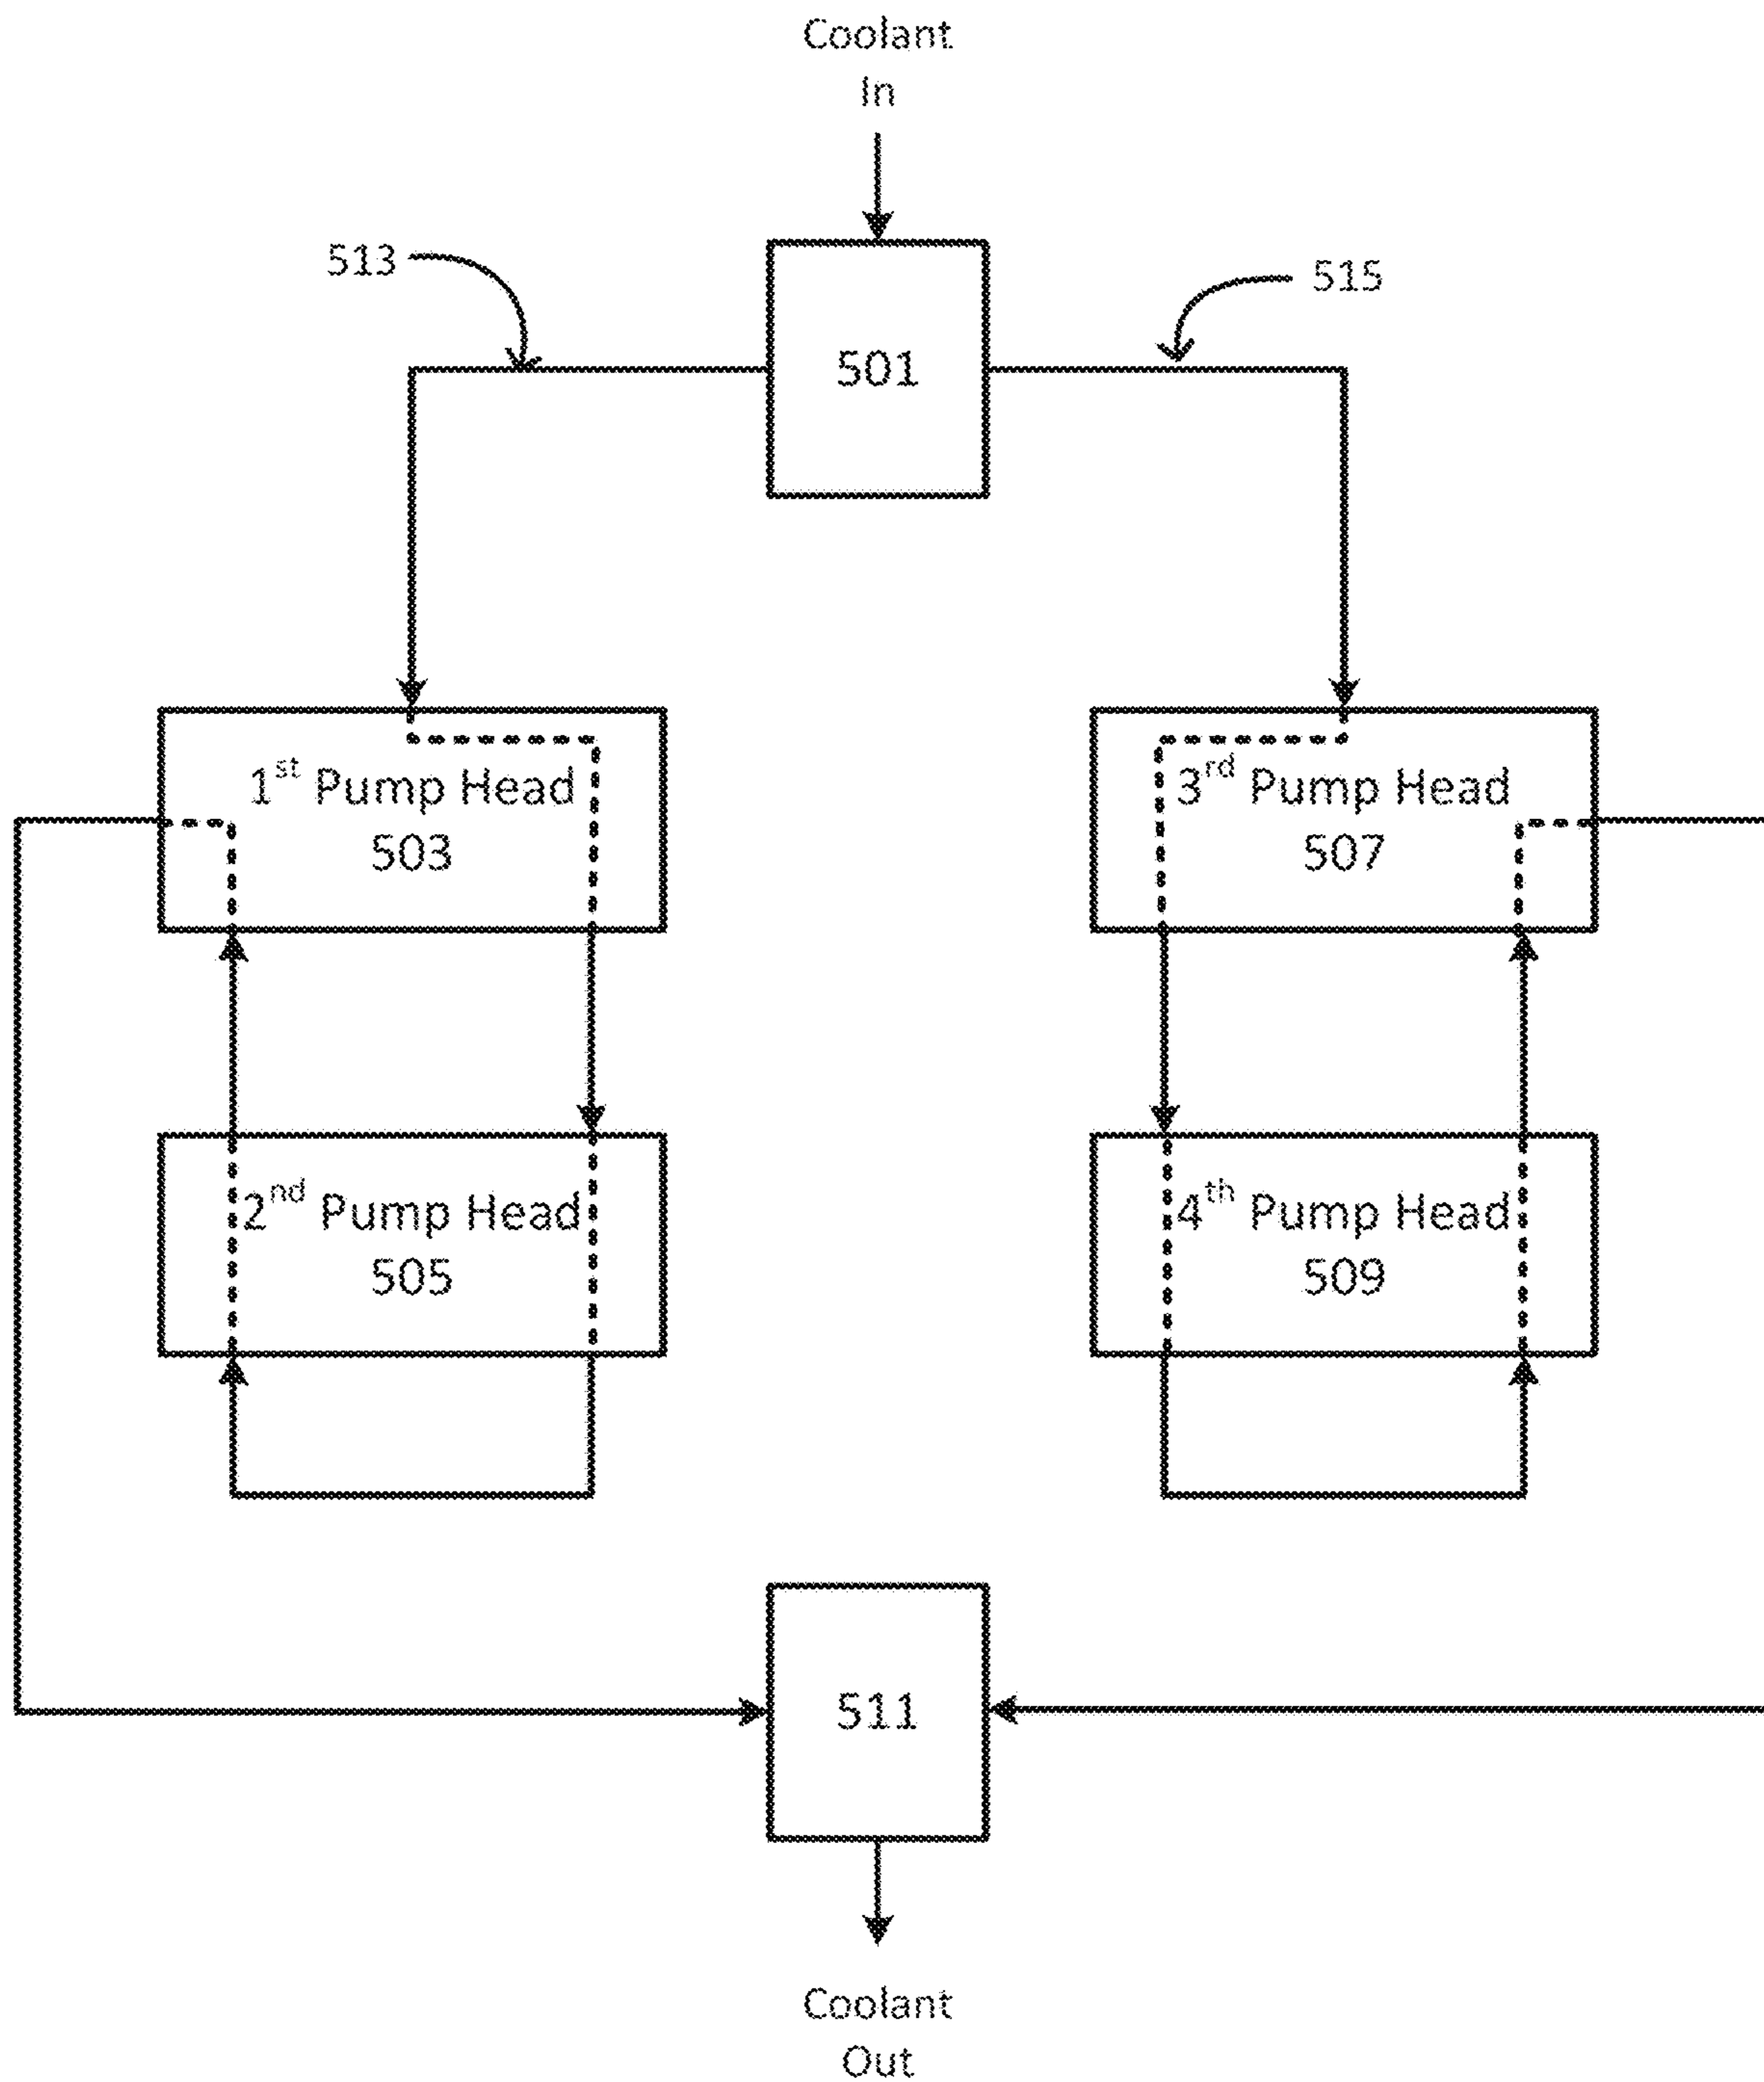 Coolant
In
513
515
501
1st Pump Head
503
3rd Pump Head
507
2nd Pump Head
505
4th Pump Head
509
511
Coolant
Out